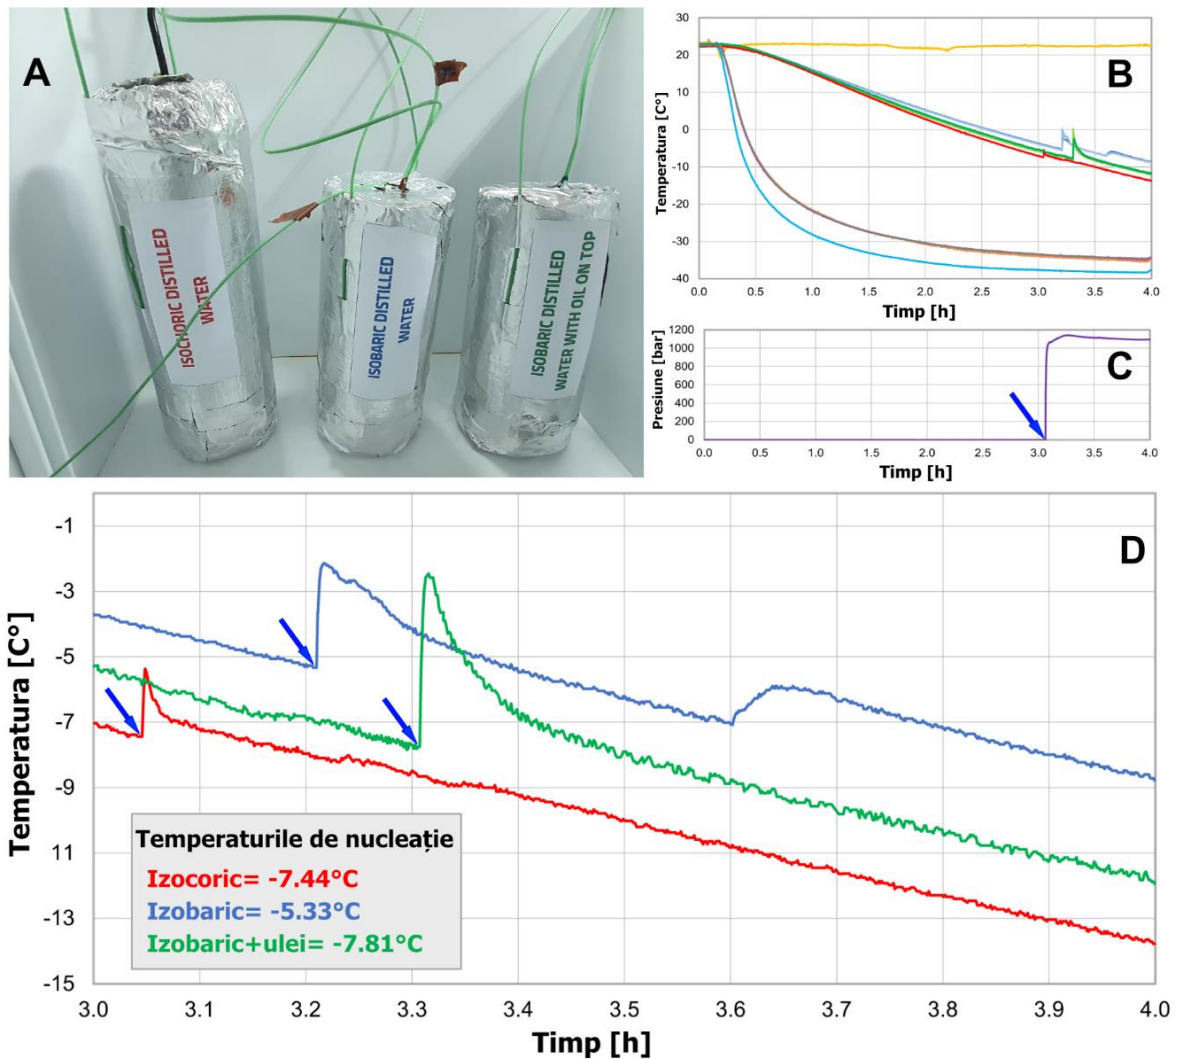 A
ISOCHORIC DISTILLED
WATER
ISOBARIC DISTILLED
WATER
ISOBARIC DISTILLED
WATER WITH OIL ON TOP
B
Temperatura [C°]
30
20
10
0
-10
-20
-30
-40
0.0 0.5 1.0 1.5 2.0 2.5 3.0 3.5 4.0
Timp [h]
C
Presiune [bar]
1200
1000
800
600
400
200
0
0.0 0.5 1.0 1.5 2.0 2.5 3.0 3.5 4.0
Timp [h]
D
Temperatura [C°]
-1
-3
-5
-7
-9
11
-13
-15
Temperaturile de nucleație
Izocoric= -7.44°C
Izobaric= -5.33°C
Izobaric+ulei= -7.81°C
3.0 3.1 3.2 3.3 3.4 3.5 3.6 3.7 3.8 3.9 4.0
Timp [h]